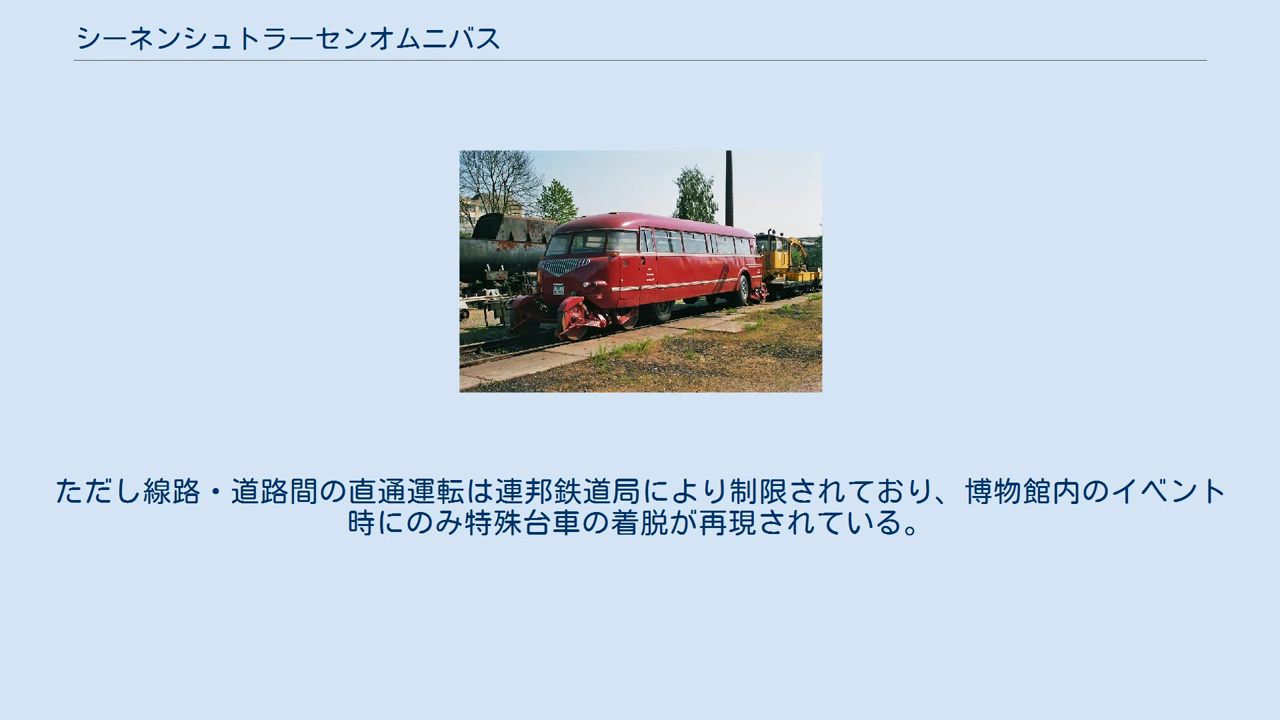 シーネンシュトラーセンオムニバス
ただし線路・道路間の直通運転は連邦鉄道局により制限されており、博物館内のイベント
時にのみ特殊台車の着脱が再現されている。